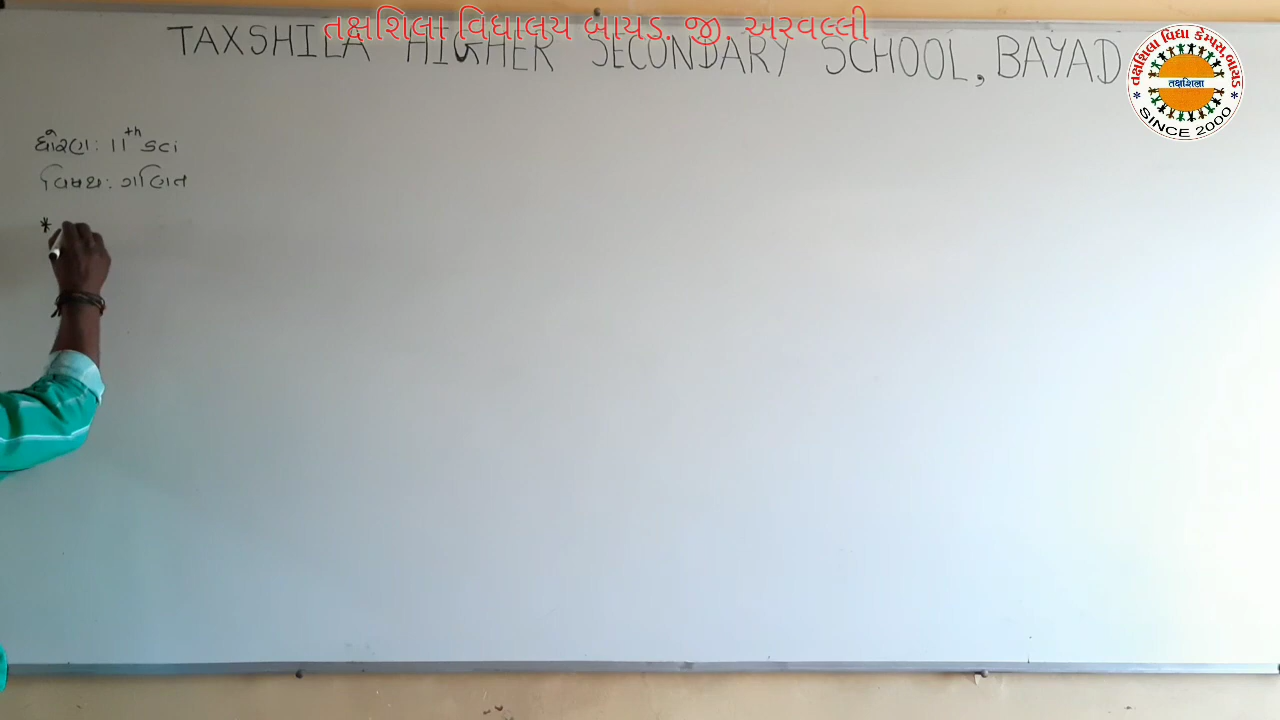 તક્ષશિલા વિદ્યાલય બાયડ. જી. અરવલ્લી
TAXSHILA HIGHER SECONDARY SCHOOL, BAYAD
તક્ષશિલા વિદ્યા કેમ્પસ, બાયડ
તક્ષશિલા
* SINCE 2000 *
ધોરણ: 11th sci
વિષય: ગણિત
*